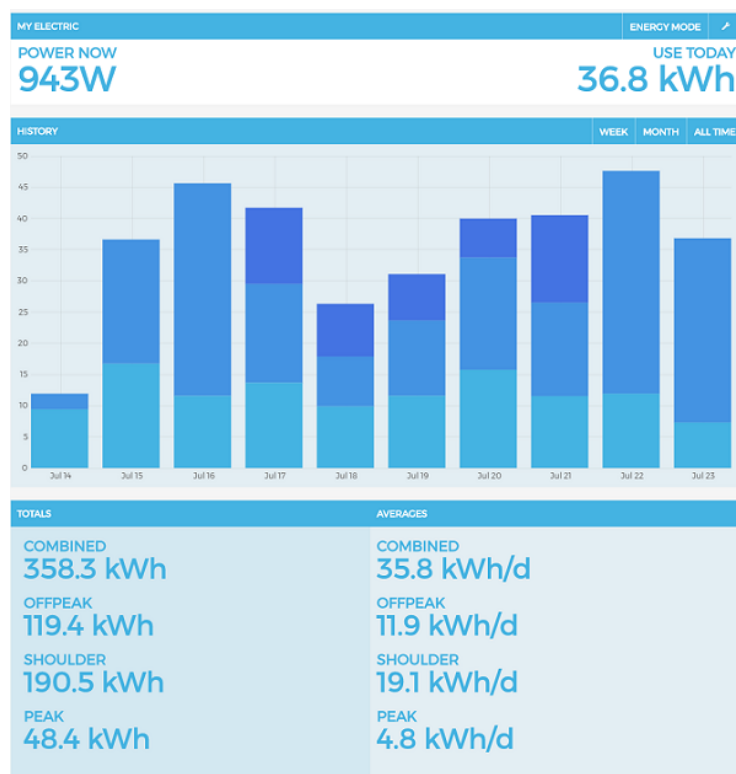 MY ELECTRIC ENERGY MODE
POWER NOW USE TODAY
943W 36.8 kWh
HISTORY WEEK MONTH ALL TIME
50
45
40
35
30
25
20
15
10
5
0
Jul 14 Jul 15 Jul 16 Jul 17 Jul 18 Jul 19 Jul 20 Jul 21 Jul 22 Jul 23
TOTALS AVERAGES
COMBINED COMBINED
358.3 kWh 35.8 kWh/d
OFFPEAK OFFPEAK
119.4 kWh 11.9 kWh/d
SHOULDER SHOULDER
190.5 kWh 19.1 kWh/d
PEAK PEAK
48.4 kWh 4.8 kWh/d